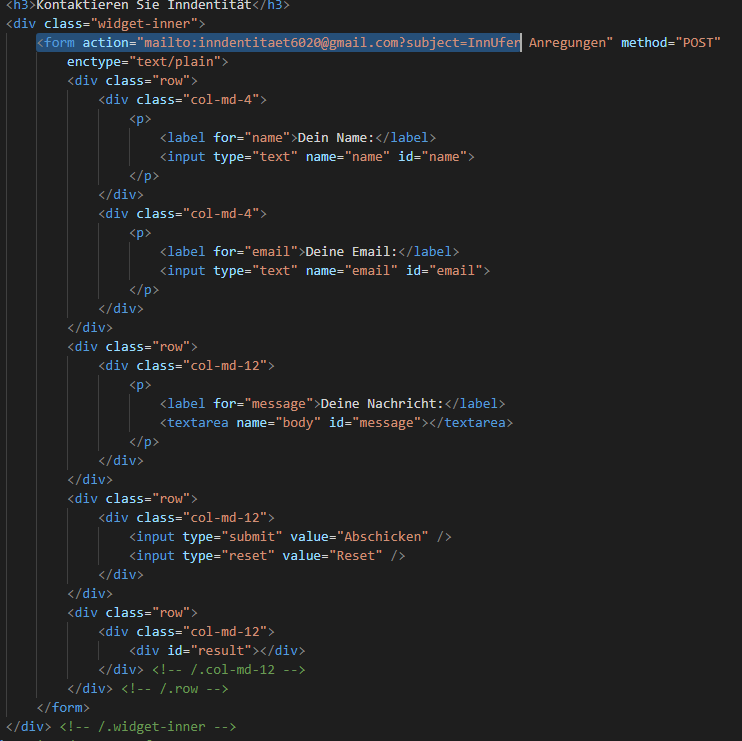 <h3>Kontaktieren Sie Inndentität</h3>
<div class="widget-inner">
<form action="mailto:inndentitaet6020@gmail.com?subject=InnUfer Anregungen" method="POST"
enctype="text/plain">
<div class="row">
<div class="col-md-4">
<p>
<label for="name">Dein Name:</label>
<input type="text" name="name" id="name">
</p>
</div>
<div class="col-md-4">
<p>
<label for="email">Deine Email:</label>
<input type="text" name="email" id="email">
</p>
</div>
</div>
<div class="row">
<div class="col-md-12">
<p>
<label for="message">Deine Nachricht:</label>
<textarea name="body" id="message"></textarea>
</p>
</div>
</div>
<div class="row">
<div class="col-md-12">
<input type="submit" value="Abschicken" />
<input type="reset" value="Reset" />
</div>
</div>
<div class="row">
<div class="col-md-12">
<div id="result"></div>
</div> <!-- /.col-md-12 -->
</div> <!-- /.row -->
</form>
</div> <!-- /.widget-inner -->